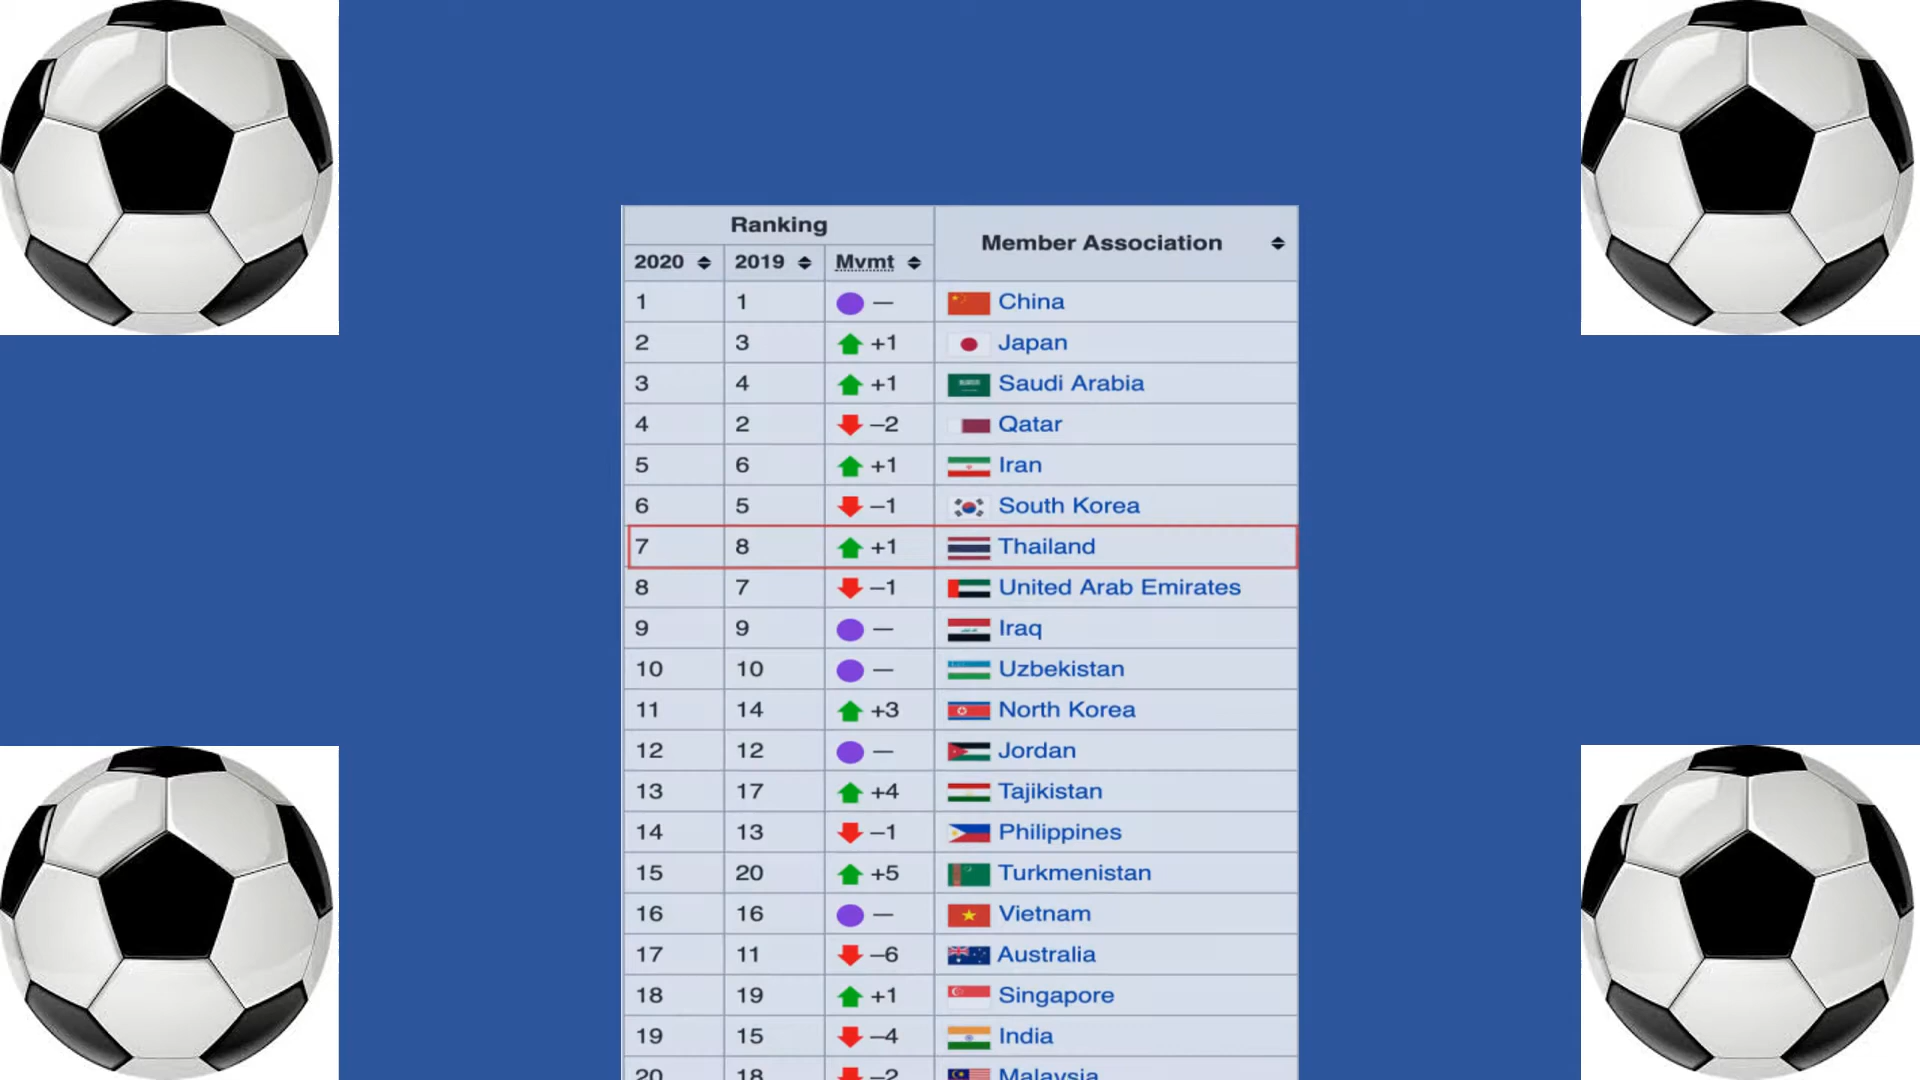 Ranking
Member Association
2020 2019 Mvmt
1 1 — China
2 3 +1 Japan
3 4 +1 Saudi Arabia
4 2 –2 Qatar
5 6 +1 Iran
6 5 –1 South Korea
7 8 +1 Thailand
8 7 –1 United Arab Emirates
9 9 — Iraq
10 10 — Uzbekistan
11 14 +3 North Korea
12 12 — Jordan
13 17 +4 Tajikistan
14 13 –1 Philippines
15 20 +5 Turkmenistan
16 16 — Vietnam
17 11 –6 Australia
18 19 +1 Singapore
19 15 –4 India
20 18 –2 Malaysia